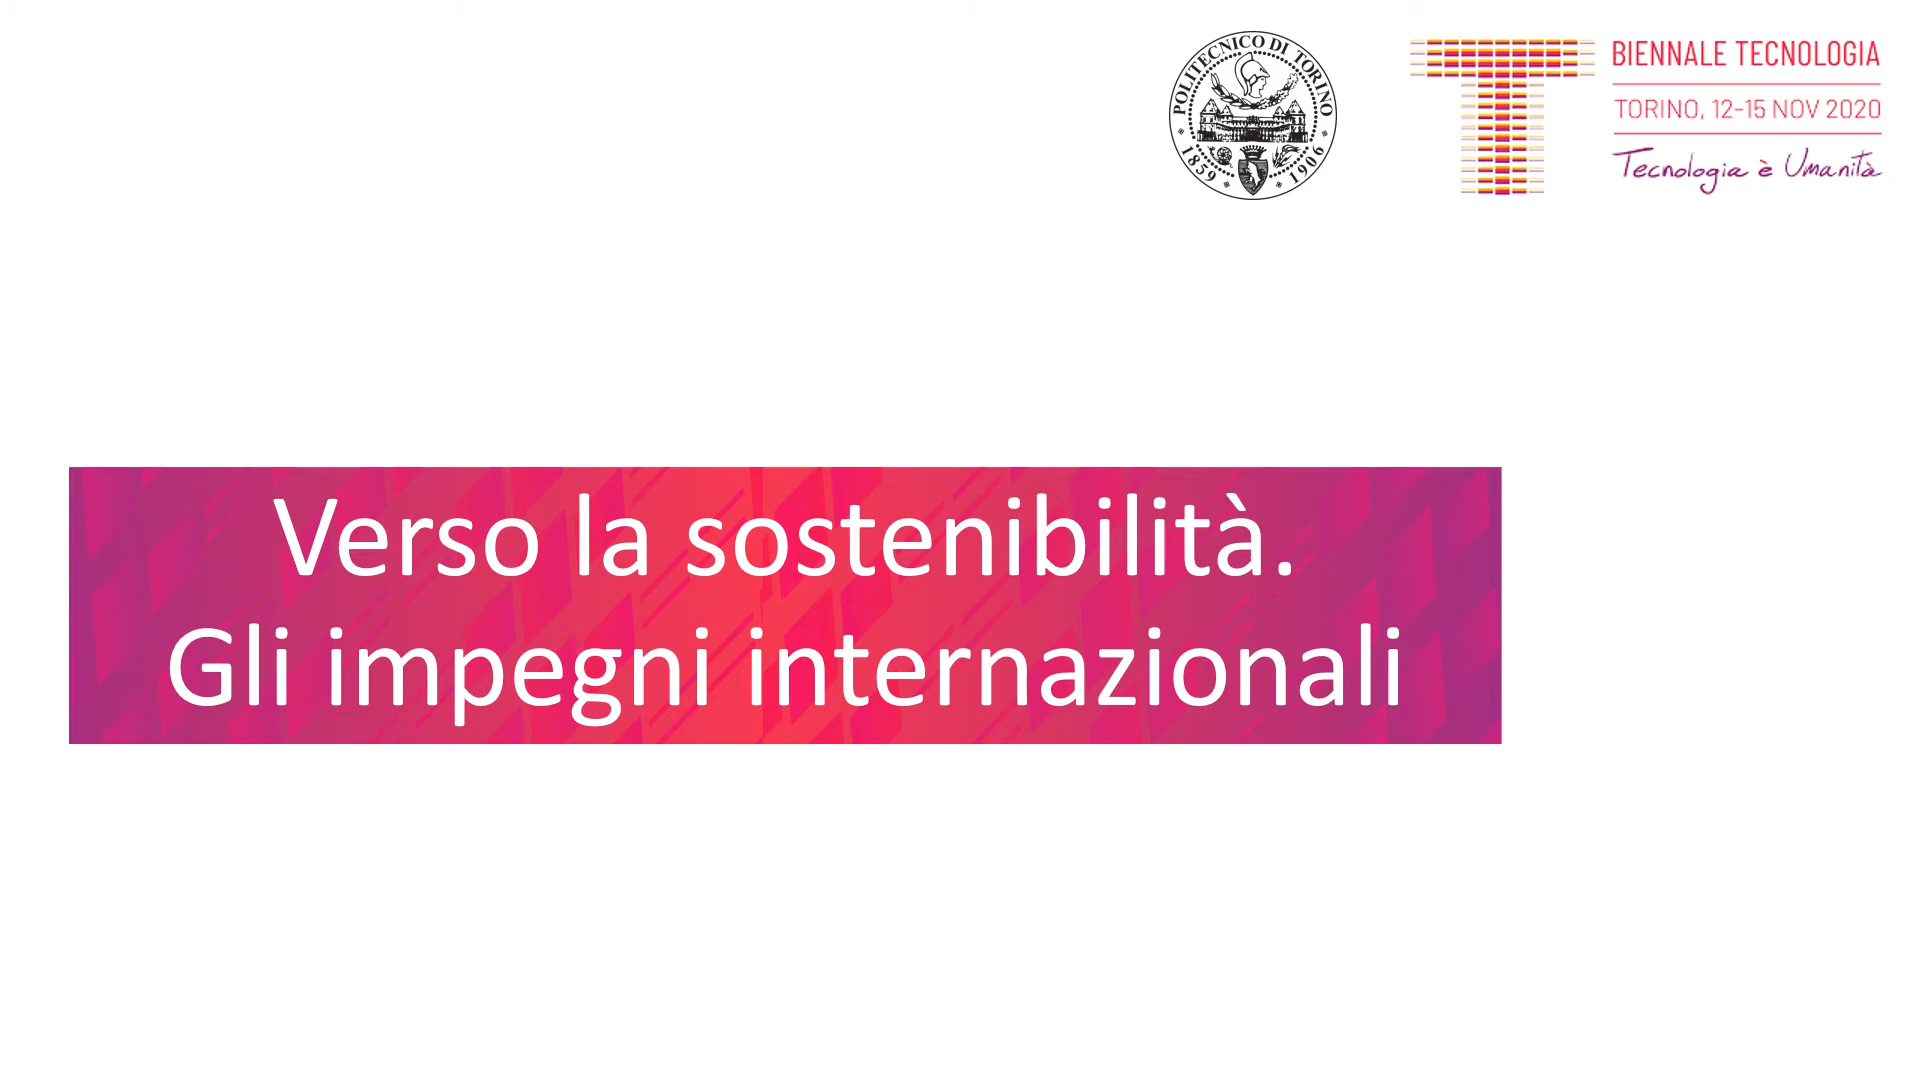 POLITECNICO DI TORINO
1859 1906
BIENNALE TECNOLOGIA
TORINO, 12-15 NOV 2020
Tecnologia è Umanità
Verso la sostenibilità.
Gli impegni internazionali